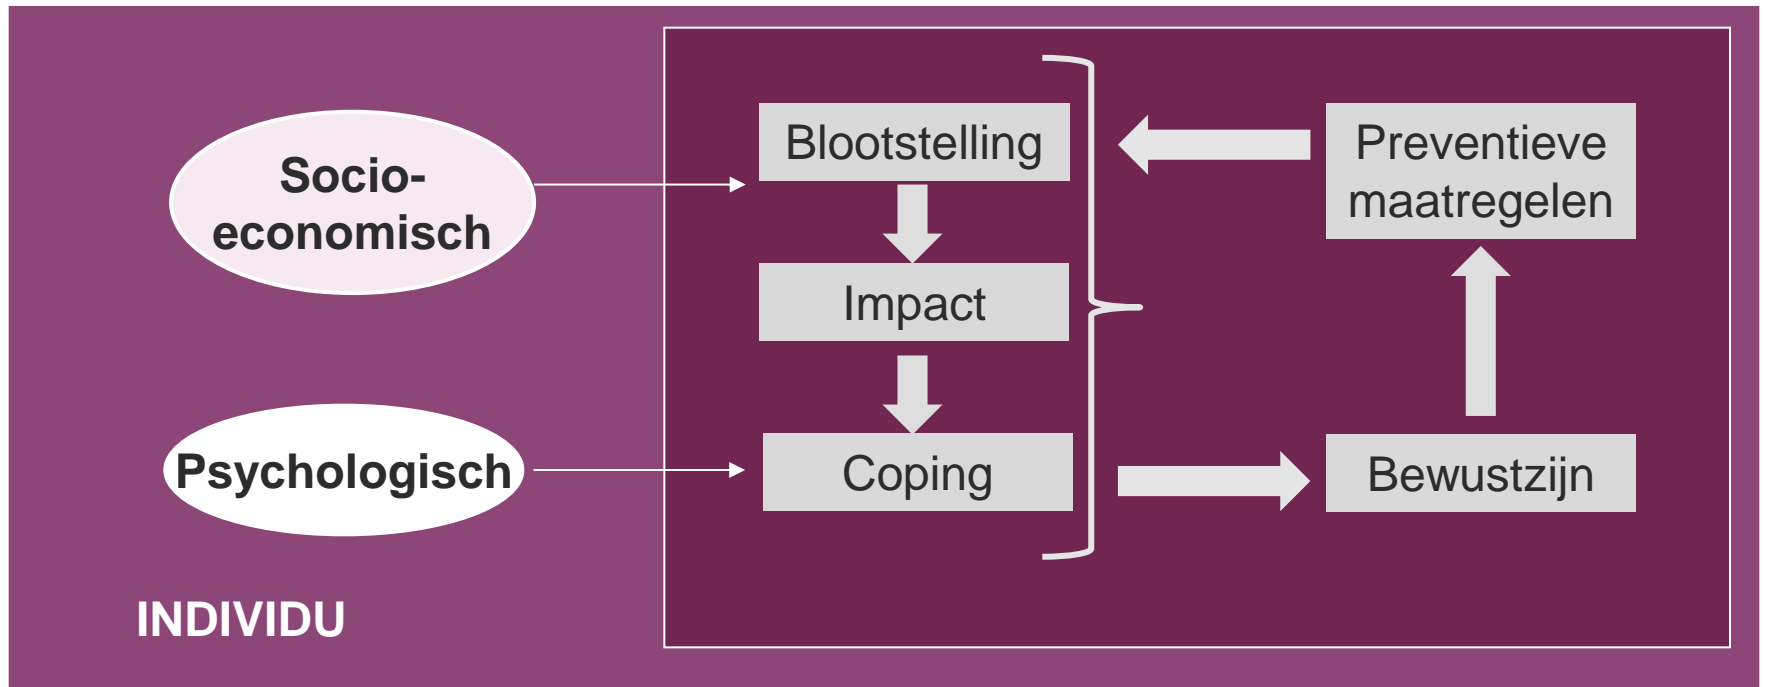 Socio-
economisch
Psychologisch
INDIVIDU
Blootstelling
Impact
Coping
Preventieve
maatregelen
Bewustzijn